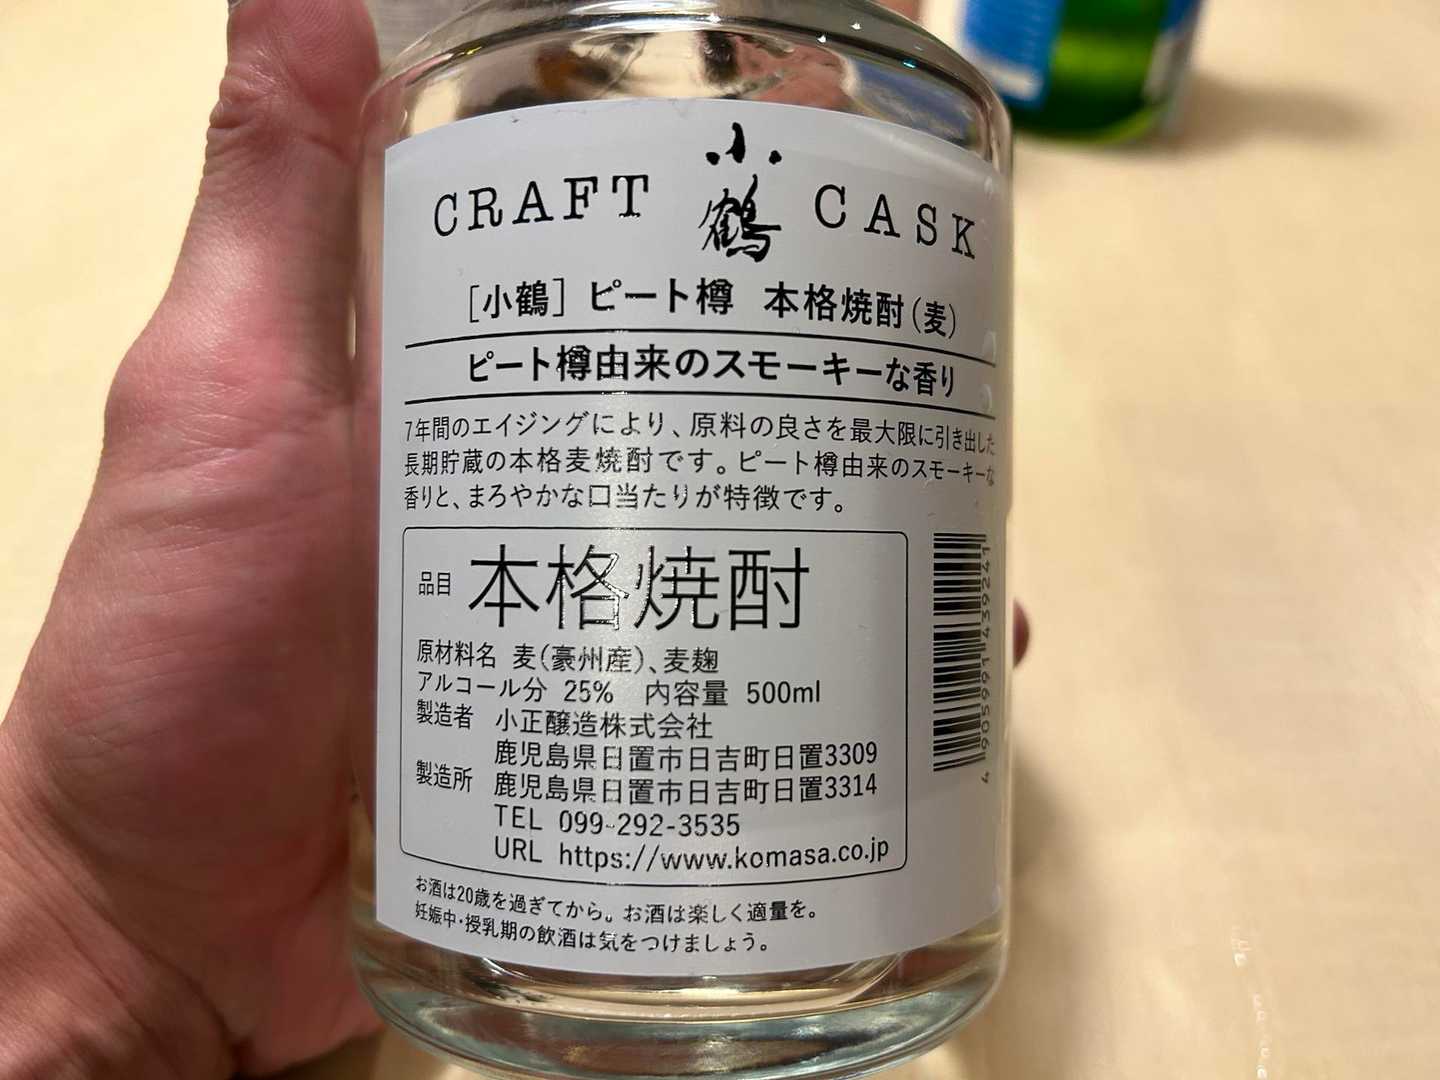 CRAFT 小鶴 CASK
[小鶴] ピート樽 本格焼酎(麦)
ピート樽由来のスモーキーな香り
7年間のエイジングにより、原料の良さを最大限に引き出した
長期貯蔵の本格麦焼酎です。ピート樽由来のスモーキーな
香りと、まろやかな口当たりが特徴です。
品目 本格焼酎
原材料名 麦(豪州産)、麦麹
アルコール分 25% 内容量 500ml
製造者 小正醸造株式会社
鹿児島県日置市日吉町日置3309
製造所 鹿児島県日置市日吉町日置3314
TEL 099-292-3535
URL https://www.komasa.co.jp
4 905991 439241
お酒は20歳を過ぎてから。お酒は楽しく適量を。
妊娠中・授乳期の飲酒は気をつけましょう。